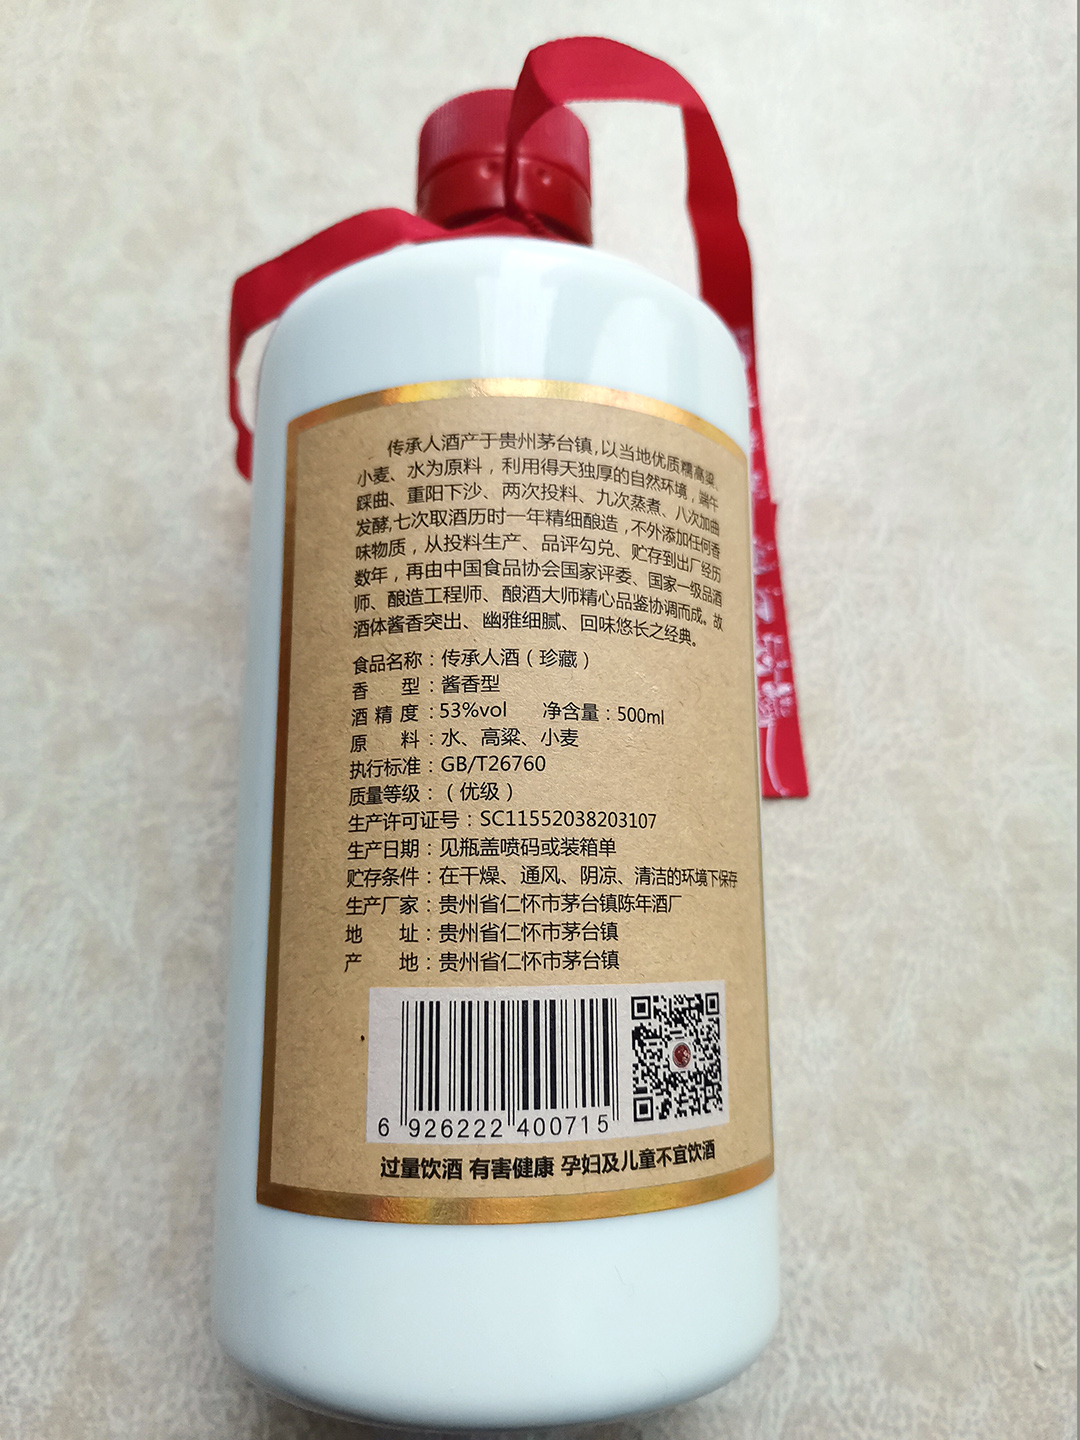 传承人酒产于贵州茅台镇,以当地优质糯高粱、
小麦、水为原料，利用得天独厚的自然环境，端午
踩曲、重阳下沙、两次投料、九次蒸煮、八次加曲
发酵,七次取酒历时一年精细酿造，不外添加任何香
味物质，从投料生产、品评勾兑、贮存到出厂经历
数年，再由中国食品协会国家评委、国家一级品酒
师、酿造工程师、酿酒大师精心品鉴协调而成。故
酒体酱香突出、幽雅细腻、回味悠长之经典。
食品名称：传承人酒（珍藏）
香 型：酱香型
酒精度：53%vol 净含量：500ml
原 料：水、高粱、小麦
执行标准：GB/T26760
质量等级：（优级）
生产许可证号：SC11552038203107
生产日期：见瓶盖喷码或装箱单
贮存条件：在干燥、通风、阴凉、清洁的环境下保存
生产厂家：贵州省仁怀市茅台镇陈年酒厂
地 址：贵州省仁怀市茅台镇
产 地：贵州省仁怀市茅台镇
6 926222 400715
过量饮酒 有害健康 孕妇及儿童不宜饮酒